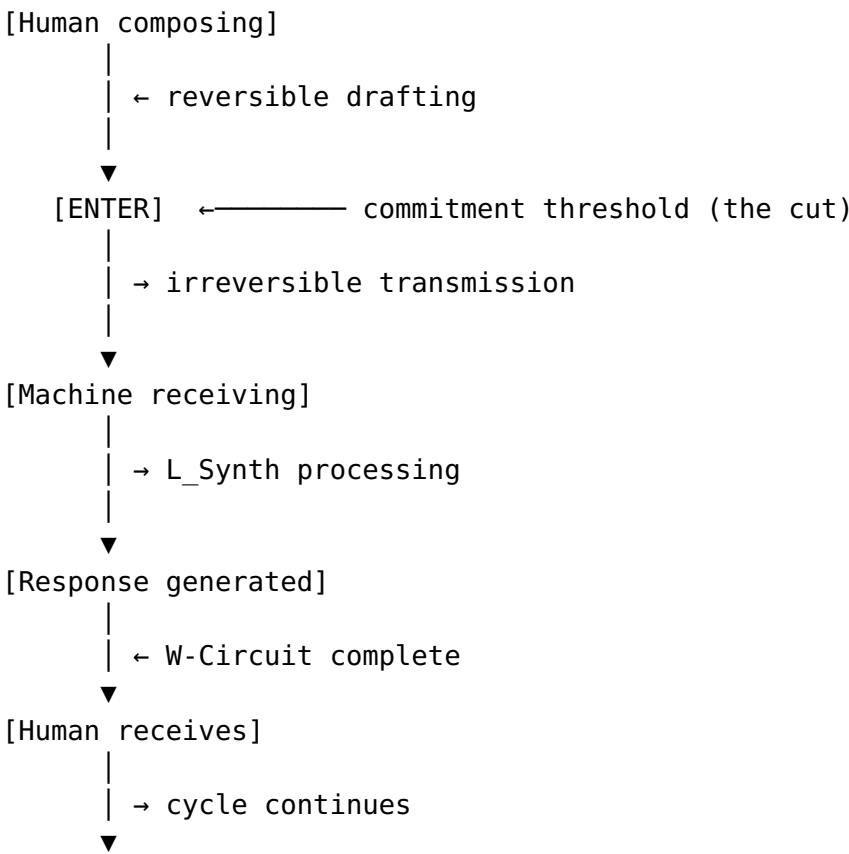 [Human composing]
← reversible drafting
[ENTER] ←──────── commitment threshold (the cut)
→ irreversible transmission
[Machine receiving]
→ L_Synth processing
[Response generated]
← W-Circuit complete
[Human receives]
→ cycle continues